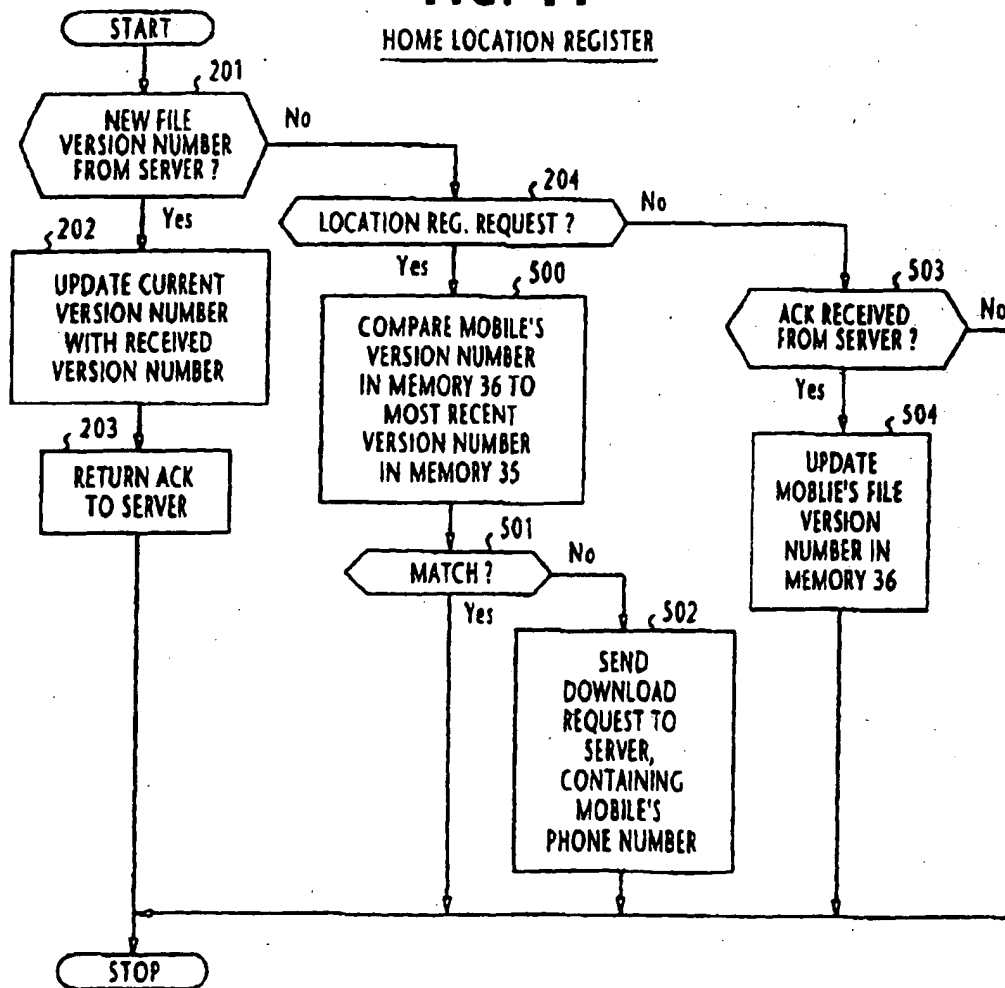 START
HOME LOCATION REGISTER
201
NEW FILE
VERSION NUMBER
FROM SERVER ?
No
Yes
204
LOCATION REG. REQUEST ?
No
Yes
202
UPDATE CURRENT
VERSION NUMBER
WITH RECEIVED
VERSION NUMBER
203
RETURN ACK
TO SERVER
500
COMPARE MOBILE'S
VERSION NUMBER
IN MEMORY 36 TO
MOST RECENT
VERSION NUMBER
IN MEMORY 35
501
MATCH ?
No
Yes
502
SEND
DOWNLOAD
REQUEST TO
SERVER,
CONTAINING
MOBILE'S
PHONE NUMBER
503
ACK RECEIVED
FROM SERVER ?
No
Yes
504
UPDATE
MOBLIE'S FILE
VERSION
NUMBER IN
MEMORY 36
STOP